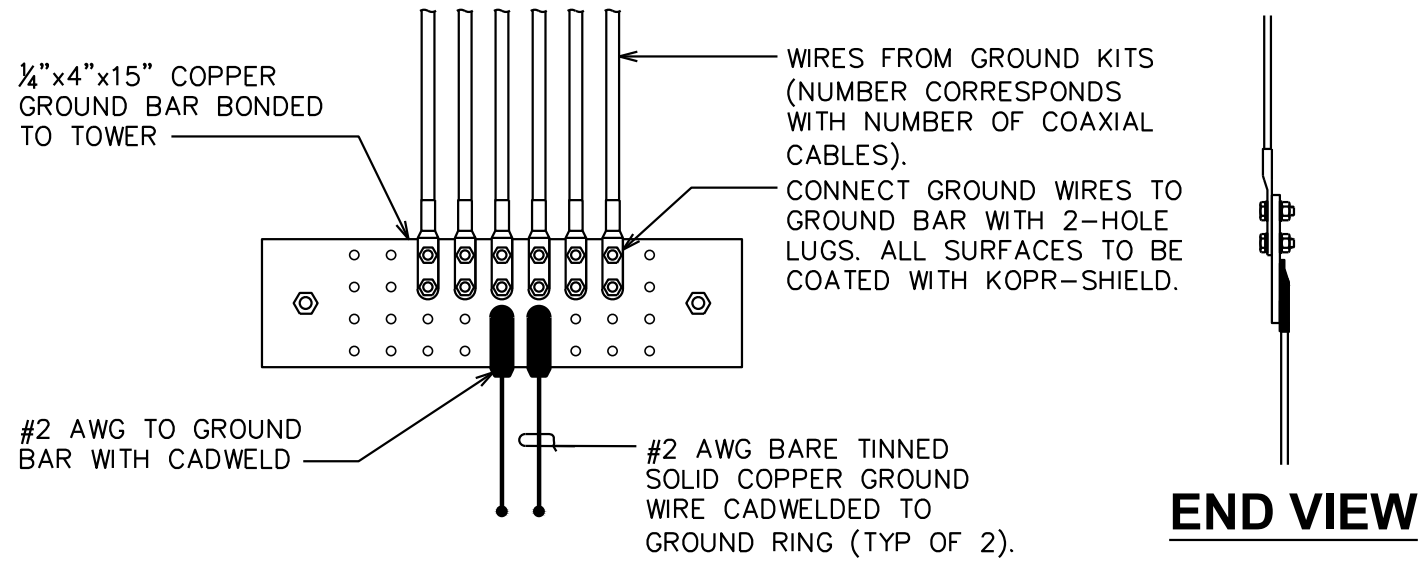 ¼"x4"x15" COPPER
GROUND BAR BONDED
TO TOWER
WIRES FROM GROUND KITS
(NUMBER CORRESPONDS
WITH NUMBER OF COAXIAL
CABLES).
CONNECT GROUND WIRES TO
GROUND BAR WITH 2-HOLE
LUGS. ALL SURFACES TO BE
COATED WITH KOPR-SHIELD.
#2 AWG TO GROUND
BAR WITH CADWELD
#2 AWG BARE TINNED
SOLID COPPER GROUND
WIRE CADWELDED TO
GROUND RING (TYP OF 2).
END VIEW